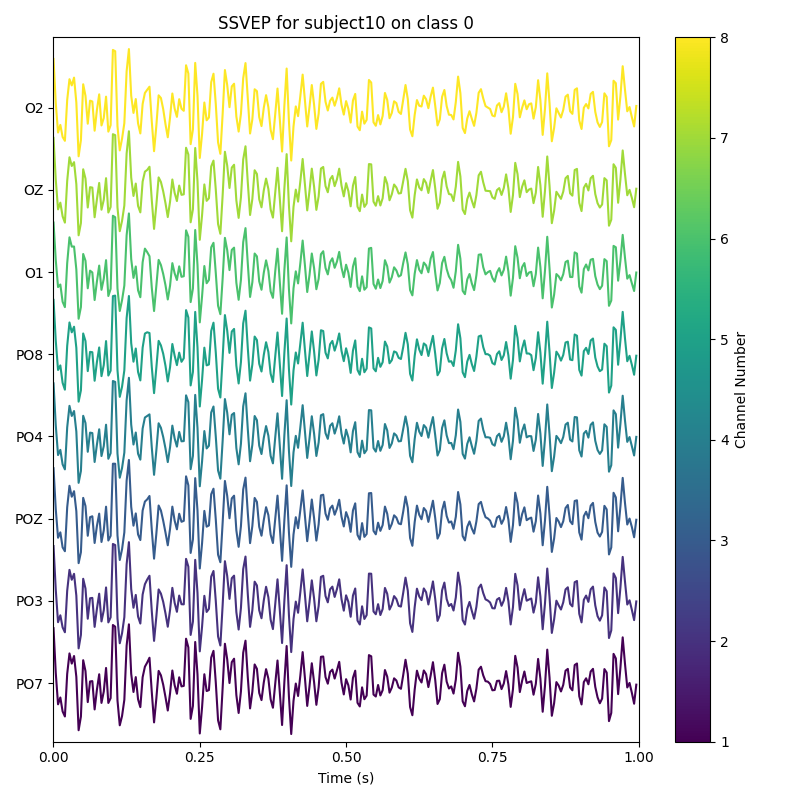 SSVEP for subject10 on class 0
O2
OZ
O1
PO8
PO4
POZ
PO3
PO7
0.00 0.25 0.50 0.75 1.00
Time (s)
8
7
6
5
4
3
2
1
Channel Number